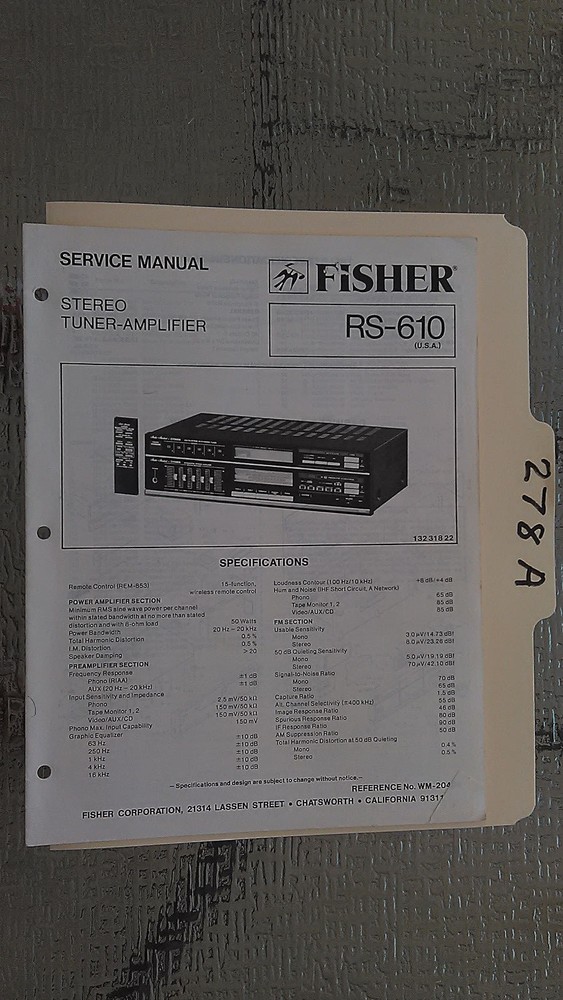 SERVICE MANUAL
FiSHER®
STEREO
TUNER-AMPLIFIER
RS-610
(U.S.A.)
132 318 22
278 A
SPECIFICATIONS
Remote Control (REM-853) 15-function,
wireless remote control
POWER AMPLIFIER SECTION
Minimum RMS sine wave power per channel
within stated bandwidth at no more than stated
distortion and with 8-ohm load 50 Watts
Power Bandwidth 20 Hz – 20 kHz
Total Harmonic Distortion 0.5%
I.M. Distortion 0.5%
Speaker Damping > 20
PREAMPLIFIER SECTION
Frequency Response
Phono (RIAA) ±1 dB
AUX (20 Hz – 20 kHz) ±1 dB
Input Sensitivity and Impedance
Phono 2.5 mV/50 kΩ
Tape Monitor 1, 2 150 mV/50 kΩ
Video/AUX/CD 150 mV/50 kΩ
Phono Max. Input Capability 150 mV
Graphic Equalizer
63 Hz ±10 dB
250 Hz ±10 dB
1 kHz ±10 dB
4 kHz ±10 dB
16 kHz ±10 dB
Loudness Contour (100 Hz/10 kHz) +8 dB/+4 dB
Hum and Noise (IHF Short Circuit, A Network)
Phono 65 dB
Tape Monitor 1, 2 85 dB
Video/AUX/CD 85 dB
FM SECTION
Usable Sensitivity
Mono 3.0 μV/14.73 dBf
Stereo 8.0 μV/23.26 dBf
50 dB Quieting Sensitivity
Mono 5.0 μV/19.19 dBf
Stereo 70 μV/42.10 dBf
Signal-to-Noise Ratio
Mono 70 dB
Stereo 65 dB
Capture Ratio 1.5 dB
Alt. Channel Selectivity (±400 kHz) 55 dB
Image Response Ratio 46 dB
Spurious Response Ratio 60 dB
IF Response Ratio 90 dB
AM Suppression Ratio 50 dB
Total Harmonic Distortion at 50 dB Quieting
Mono 0.4%
Stereo 0.5%
— Specifications and design are subject to change without notice.—
REFERENCE No. WM-204
FISHER CORPORATION, 21314 LASSEN STREET • CHATSWORTH • CALIFORNIA 91311